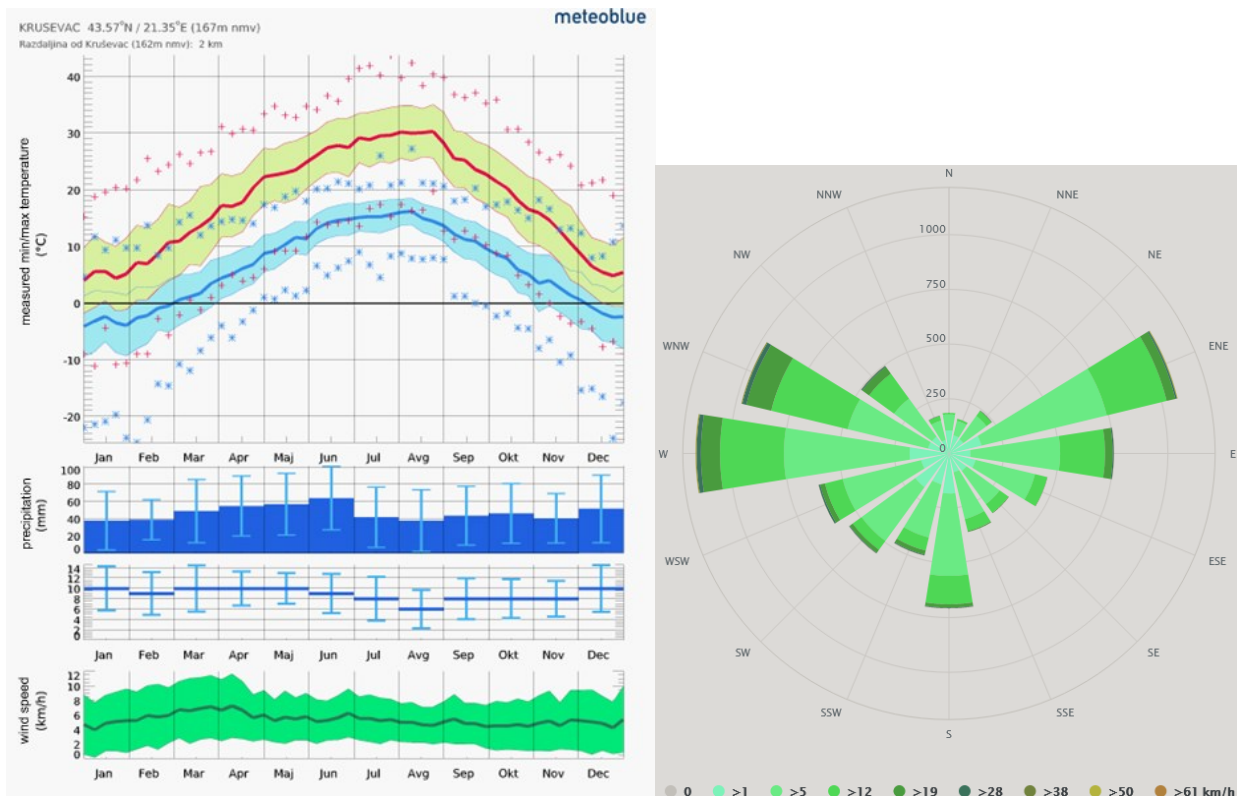 meteoblue
KRUSEVAC 43.57°N / 21.35°E (167m nmv)
Razdaljina od Kruševac (162m nmv): 2 km
measured min/max temperature
(°C)
40
30
20
10
0
-10
-20
Jan Feb Mar Apr Maj Jun Jul Avg Sep Okt Nov Dec
precipitation
(mm)
100
80
60
40
20
0
14
12
10
8
6
4
2
0
Jan Feb Mar Apr Maj Jun Jul Avg Sep Okt Nov Dec
wind speed
(km/h)
12
10
8
6
4
2
0
Jan Feb Mar Apr Maj Jun Jul Avg Sep Okt Nov Dec
N
NNW NNE
NW NE
WNW ENE
W E
WSW ESE
SW SE
SSW SSE
S
1000
750
500
250
0
0 >1 >5 >12 >19 >28 >38 >50 >61 km/h